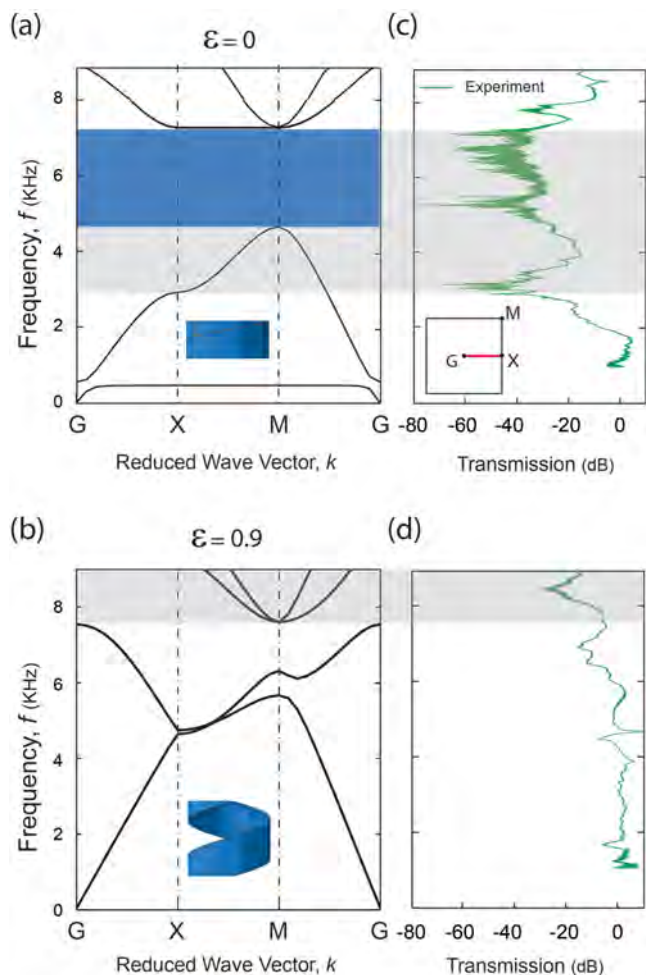 (a)
ε = 0
(c)
8
6
4
2
0
Frequency, f (KHz)
G X M G
Reduced Wave Vector, k
Experiment
M
G X
-80 -60 -40 -20 0
Transmission (dB)
(b)
ε = 0.9
(d)
8
6
4
2
0
Frequency, f (KHz)
G X M G
Reduced Wave Vector, k
-80 -60 -40 -20 0
Transmission (dB)